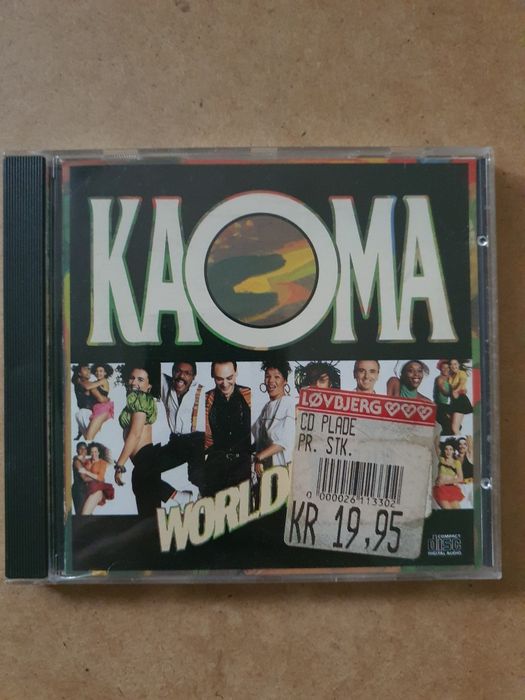 KAOMA
LØVBJERG
CD PLADE
PR. STK.
0 000026 113302
KR 19,95
WORLD
COMPACT
DISC
DIGITAL AUDIO